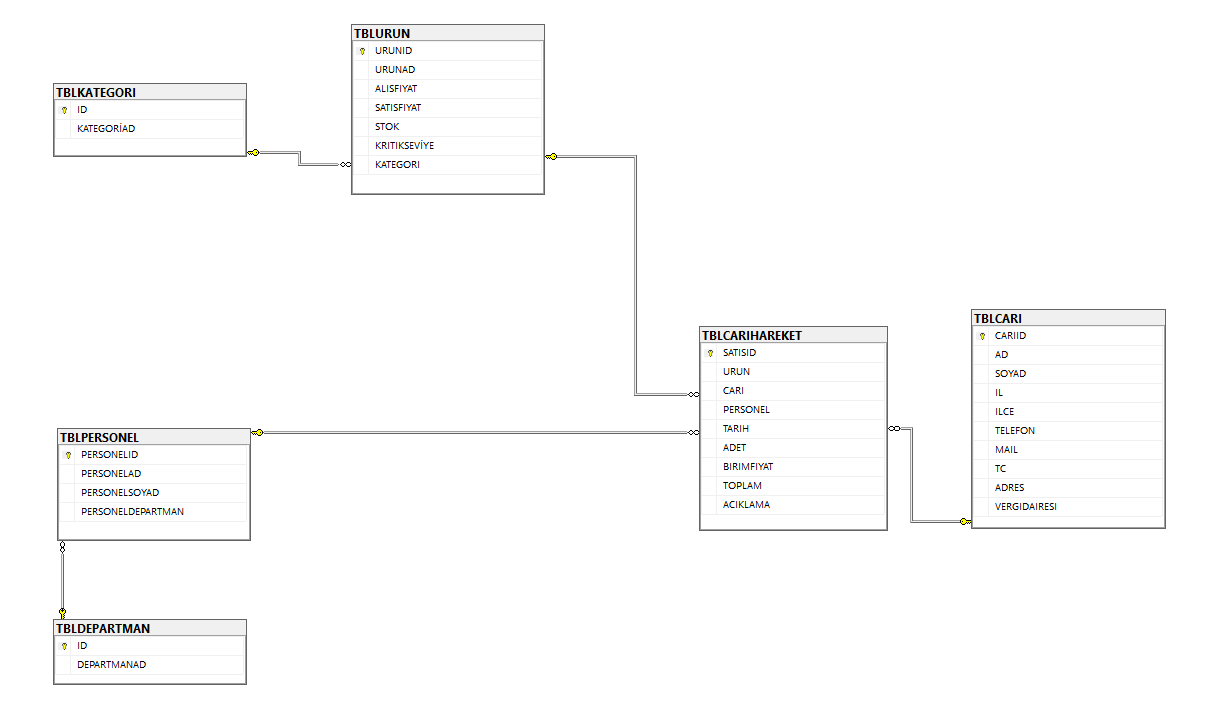 TBLURUN
URUNID
URUNAD
ALISFIYAT
SATISFIYAT
STOK
KRITIKSEVİYE
KATEGORI
TBLKATEGORI
ID
KATEGORİAD
TBLCARIHAREKET
SATISID
URUN
CARI
PERSONEL
TARIH
ADET
BIRIMFIYAT
TOPLAM
ACIKLAMA
TBLCARI
CARIID
AD
SOYAD
IL
ILCE
TELEFON
MAIL
TC
ADRES
VERGIDAIRESI
TBLPERSONEL
PERSONELID
PERSONELAD
PERSONELSOYAD
PERSONELDEPARTMAN
TBLDEPARTMAN
ID
DEPARTMANAD